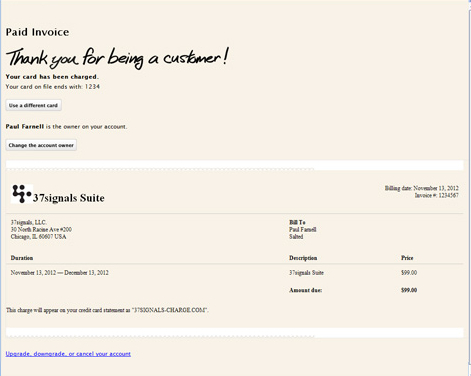 Paid Invoice
Thank you for being a customer!
Your card has been charged.
Your card on file ends with: 1234
Use a different card
Paul Farnell is the owner on your account.
Change the account owner
37signals Suite
Billing date: November 13, 2012
Invoice #: 1234567
37signals, LLC.
30 North Racine Ave #200
Chicago, IL 60607 USA
Bill To
Paul Farnell
Salted
Duration Description Price
November 13, 2012 — December 13, 2012 37signals Suite $99.00
Amount due: $99.00
This charge will appear on your credit card statement as "37SIGNALS-CHARGE.COM".
Upgrade, downgrade, or cancel your account